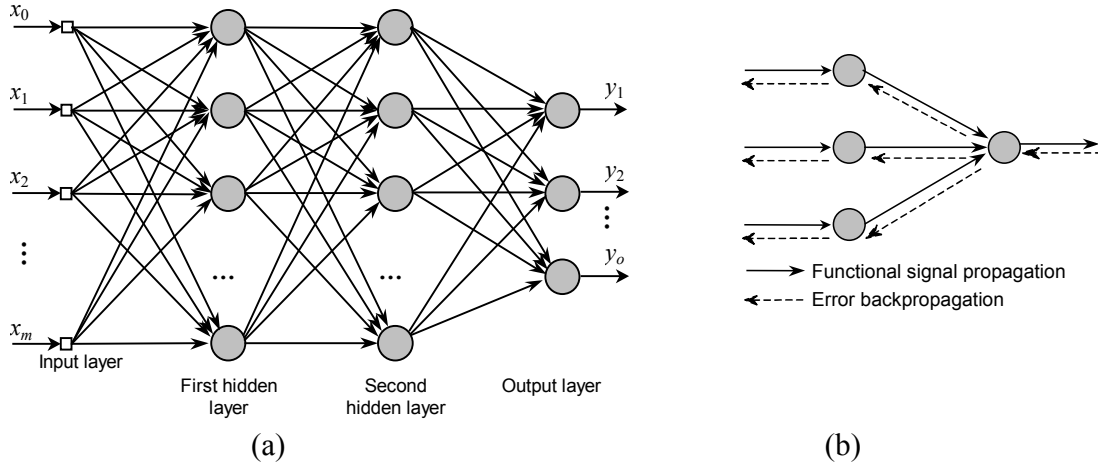 x0
x1
x2
...
xm
Input layer
First hidden
layer
...
Second
hidden layer
...
Output layer
y1
y2
...
yo
(a)
Functional signal propagation
Error backpropagation
(b)